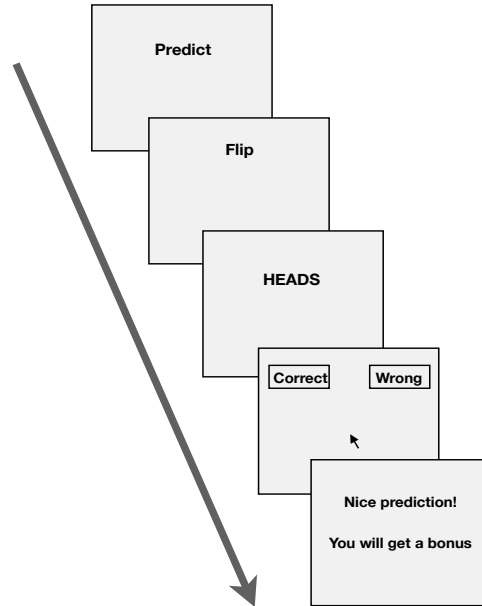 Predict
Flip
HEADS
Correct Wrong
Nice prediction!
You will get a bonus